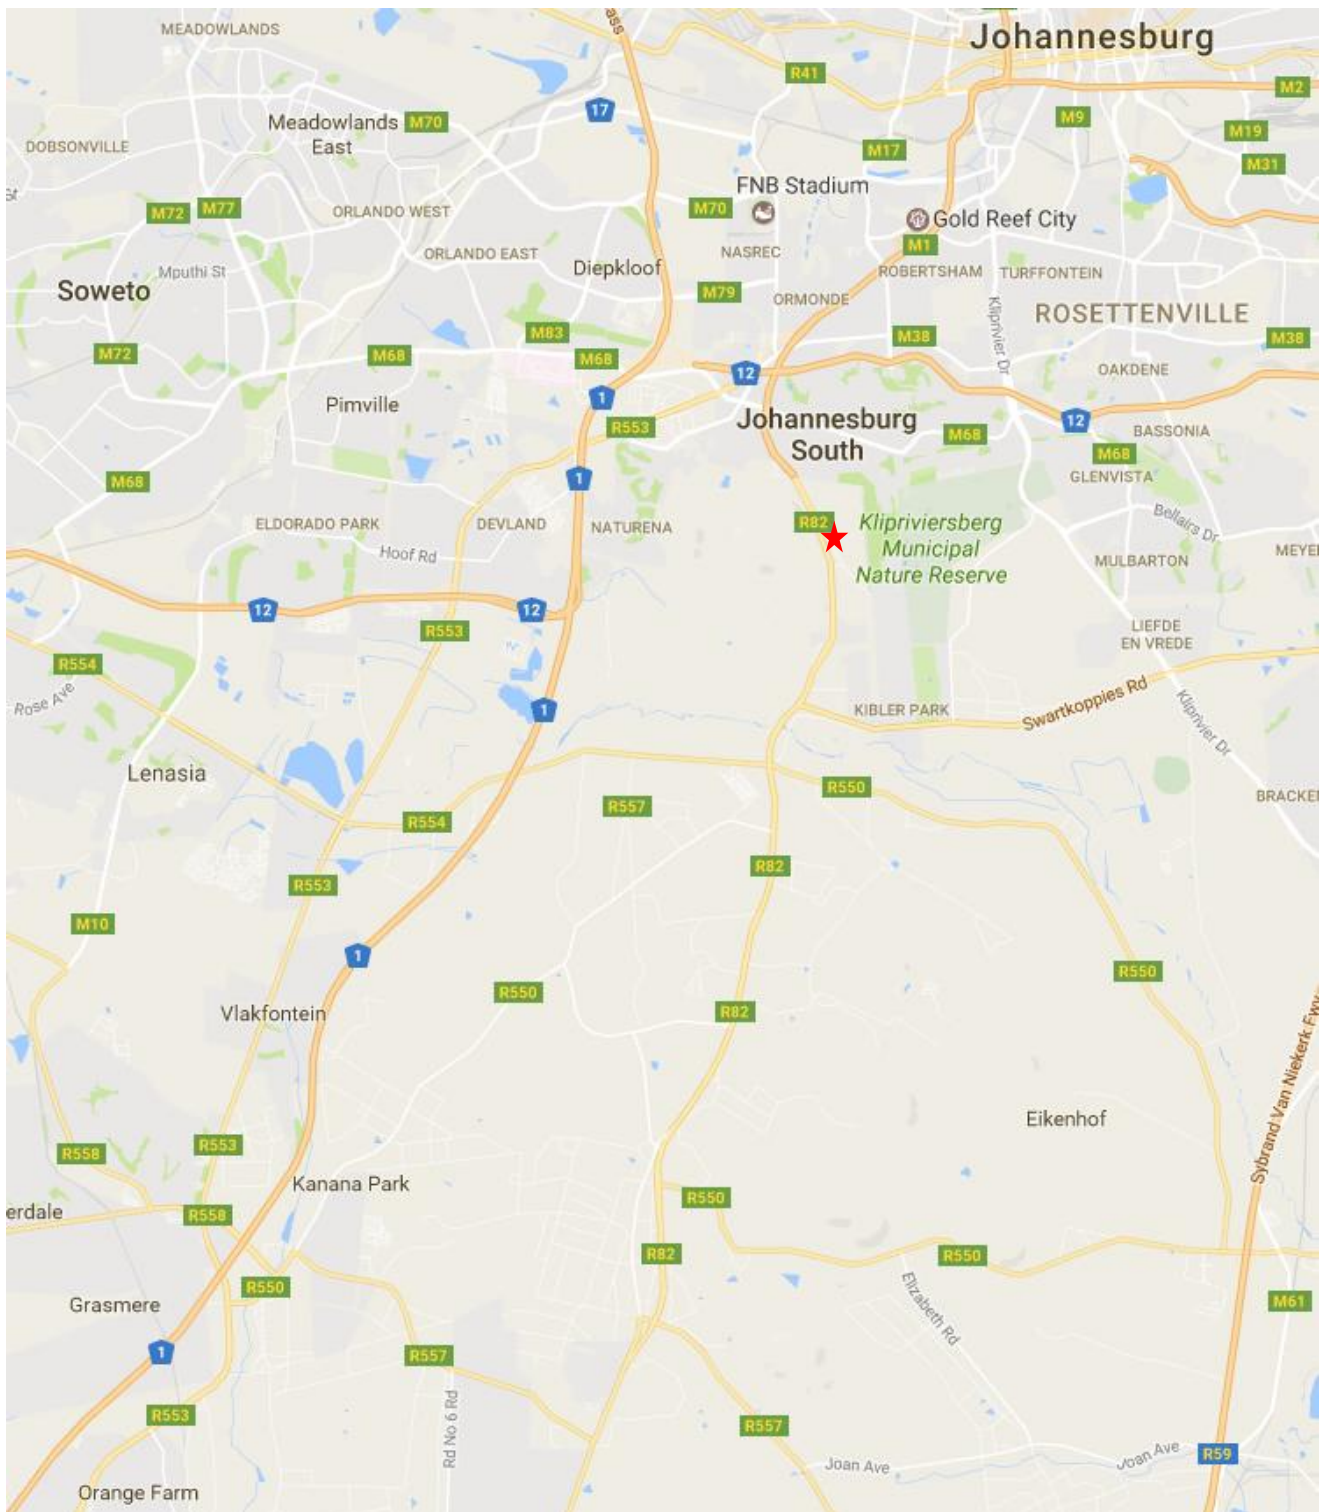 ass
MEADOWLANDS
Johannesburg
R41
M2
17
M9
Meadowlands
East
M70
M19
DOBSONVILLE
M17
M31
St
FNB Stadium
M72
M77
ORLANDO WEST
M70
Gold Reef City
M1
ORLANDO EAST
NASREC
Mputhi St
Diepkloof
ROBERTSHAM
TURFFONTEIN
Soweto
M79
ORMONDE
ROSETTENVILLE
M83
Kliprivier Dr
M38
M38
M72
M68
M68
12
OAKDENE
1
Pimville
Johannesburg
South
R553
M68
12
BASSONIA
M68
GLENVISTA
M68
1
ELDORADO PARK
DEVLAND
NATURENA
R82
Klipriviersberg
Municipal
Nature Reserve
Bellairs Dr
Hoof Rd
MULBARTON
MEYE
12
12
R553
LIEFDE
EN VREDE
R554
Rose Ave
1
KIBLER PARK
Swartkoppies Rd
Kliprivier Dr
Lenasia
R550
R557
BRACKE
R554
R82
R553
M10
1
R550
R550
Vlakfontein
R82
Sybrand Van Niekerk Fwy
Eikenhof
R553
R558
Kanana Park
R550
erdale
R558
R82
R550
R550
Elizabeth Rd
Grasmere
M61
1
R557
R553
Rd No 6 Rd
R557
Joan Ave
Joan Ave
R59
Orange Farm